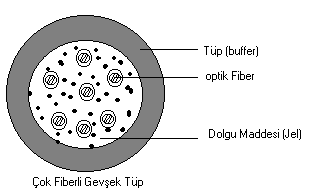 Tüp (buffer)
optik Fiber
Dolgu Maddesi (Jel)
Çok Fiberli Gevşek Tüp